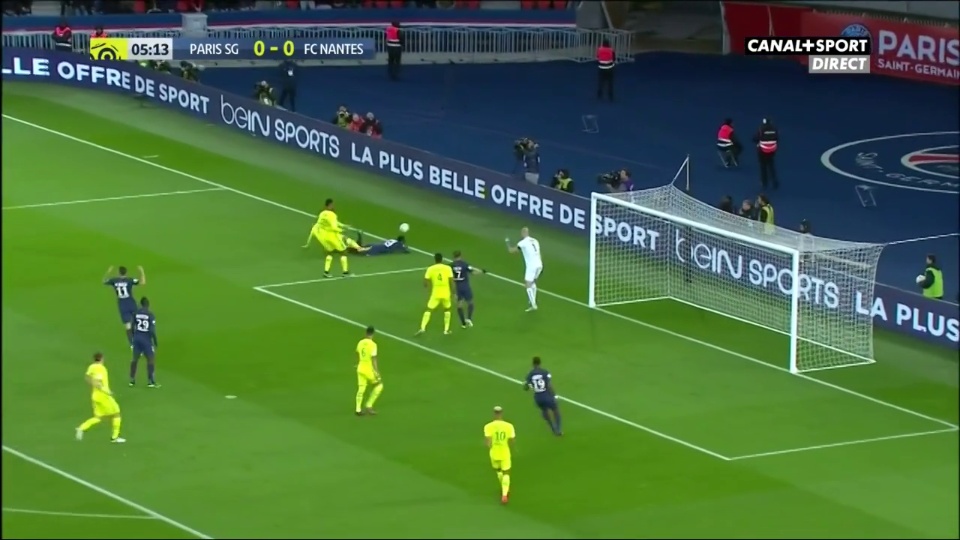 05:13 PARIS SG 0 - 0 FC NANTES
CANAL+SPORT
DIRECT
PARIS
SAINT-GERMAIN
LE OFFRE DE SPORT beIN SPORTS LA PLUS BELLE OFFRE DE SPORT beIN SPORTS LA PLUS
11
29
4
7
19
10